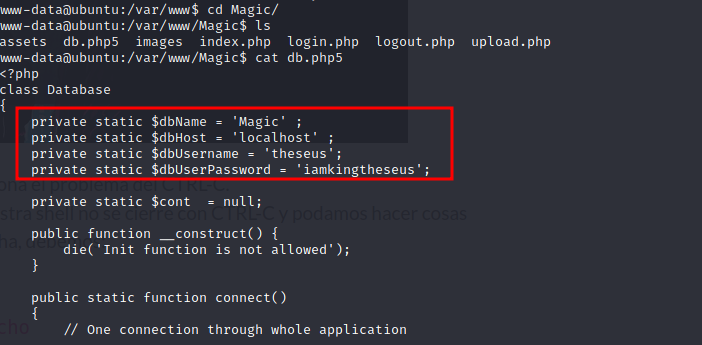 www-data@ubuntu:/var/www$ cd Magic/
www-data@ubuntu:/var/www/Magic$ ls
assets  db.php5  images  index.php  login.php  logout.php  upload.php
www-data@ubuntu:/var/www/Magic$ cat db.php5
<?php
class Database
{
    private static $dbName = 'Magic' ;
    private static $dbHost = 'localhost' ;
    private static $dbUsername = 'theseus';
    private static $dbUserPassword = 'iamkingtheseus';
ona el problema del CTRL-C.
    private static $cont  = null;
stra shell no se cierre con CTRL-C y podamos hacer cosas
    public function __construct() {
        die('Init function is not allowed');
    }
    public static function connect()
    {
cho
        // One connection through whole application